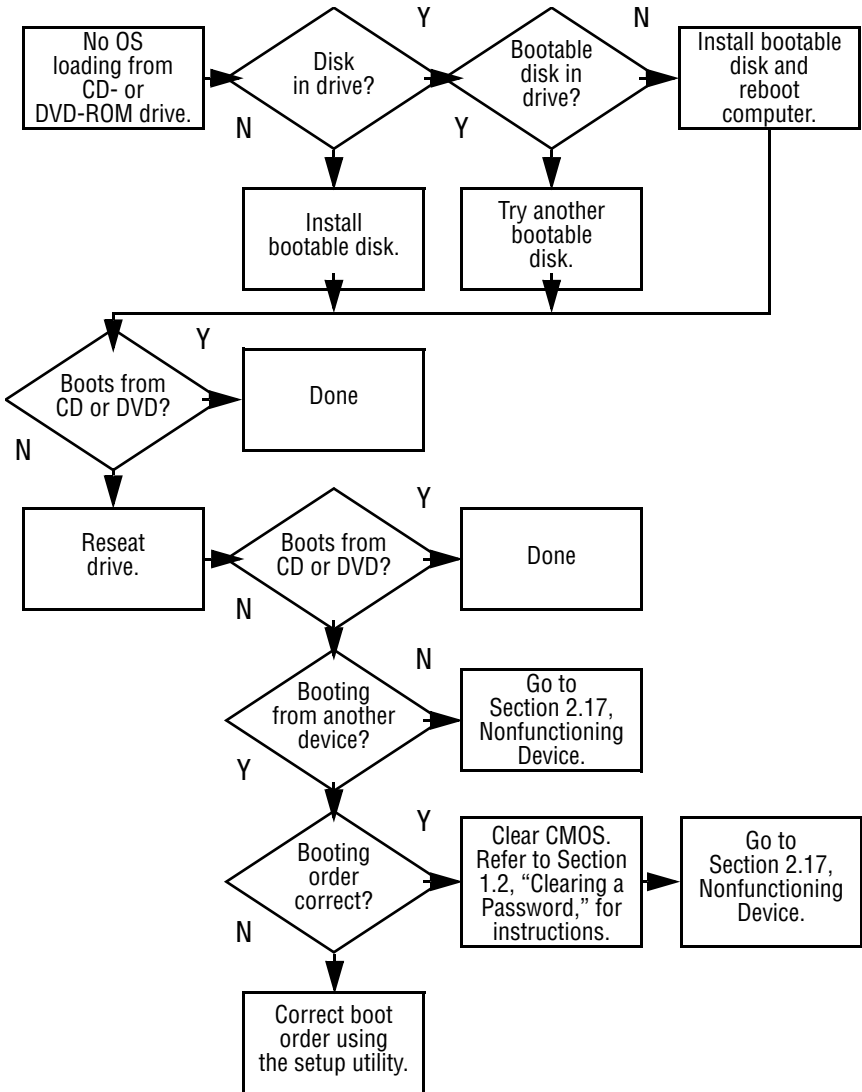 No OS
loading from
CD- or
DVD-ROM drive.
Disk
in drive?
Y
N
Bootable
disk in
drive?
N
Y
Install bootable
disk and
reboot
computer.
Install
bootable disk.
Try another
bootable
disk.
Boots from
CD or DVD?
Y
N
Done
Reseat
drive.
Boots from
CD or DVD?
Y
N
Done
Booting
from another
device?
N
Y
Go to
Section 2.17,
Nonfunctioning
Device.
Booting
order
correct?
Y
N
Clear CMOS.
Refer to Section
1.2, “Clearing a
Password,” for
instructions.
Go to
Section 2.17,
Nonfunctioning
Device.
Correct boot
order using
the setup utility.